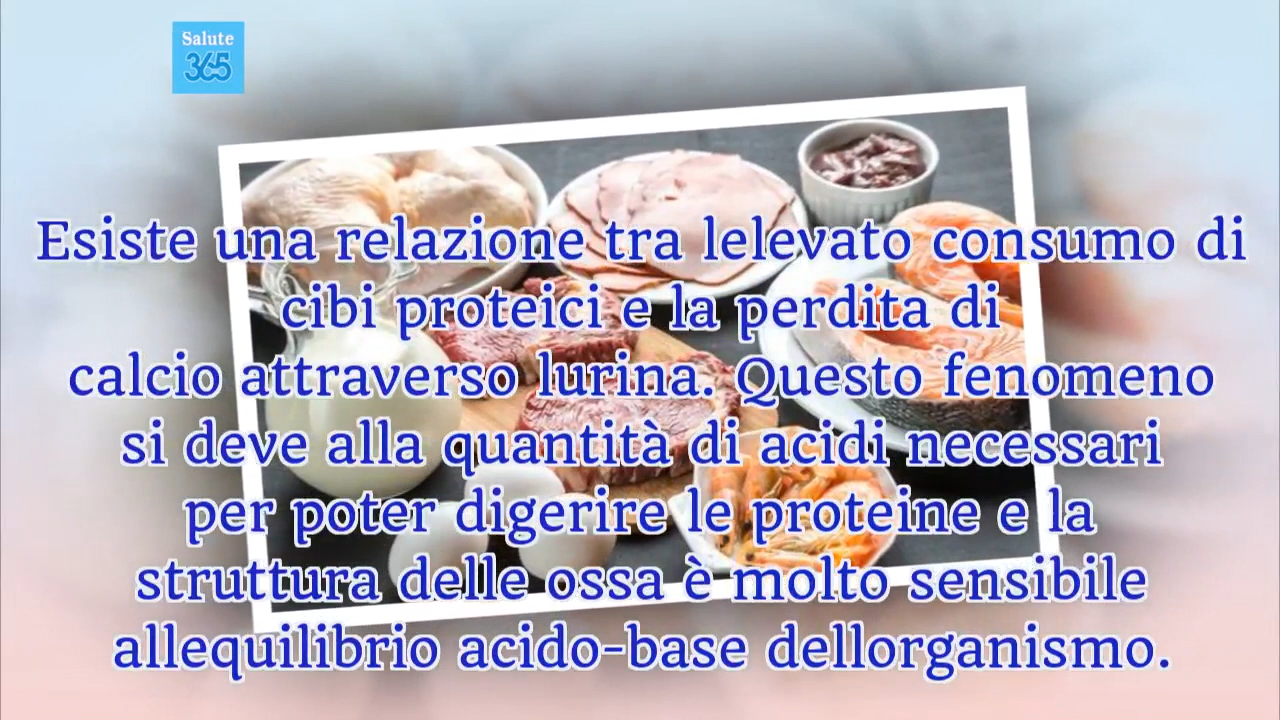 Salute
365
Esiste una relazione tra lelevato consumo di
cibi proteici e la perdita di
calcio attraverso lurina. Questo fenomeno
si deve alla quantità di acidi necessari
per poter digerire le proteine e la
struttura delle ossa è molto sensibile
allequilibrio acido-base dellorganismo.